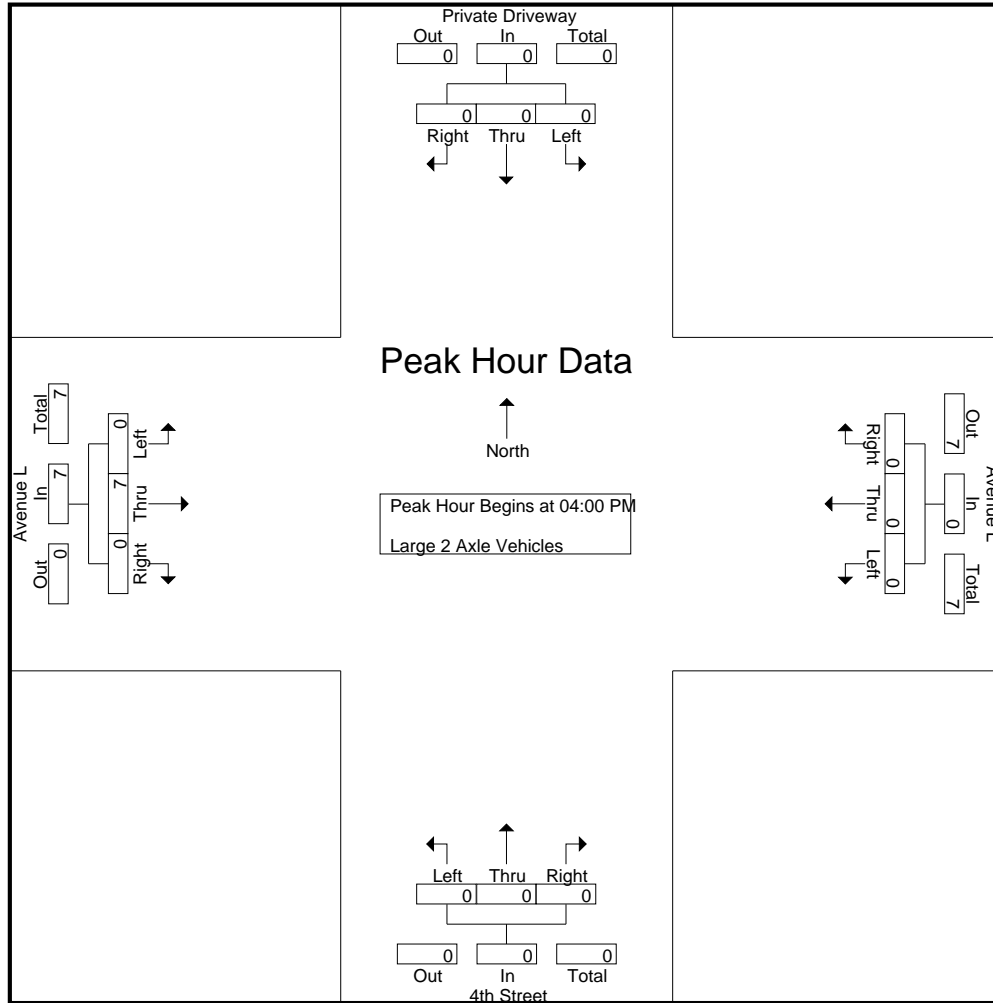 Private Driveway
Out In Total
0 0 0
0 0 0
Right Thru Left
Peak Hour Data
North
Peak Hour Begins at 04:00 PM
Large 2 Axle Vehicles
Avenue L
Out In Total
0 7 7
0 7 0
Left Thru Right
Avenue L
Out In Total
7 0 7
0 0 0
Right Thru Left
Left Thru Right
0 0 0
0 0 0
Out In Total
4th Street